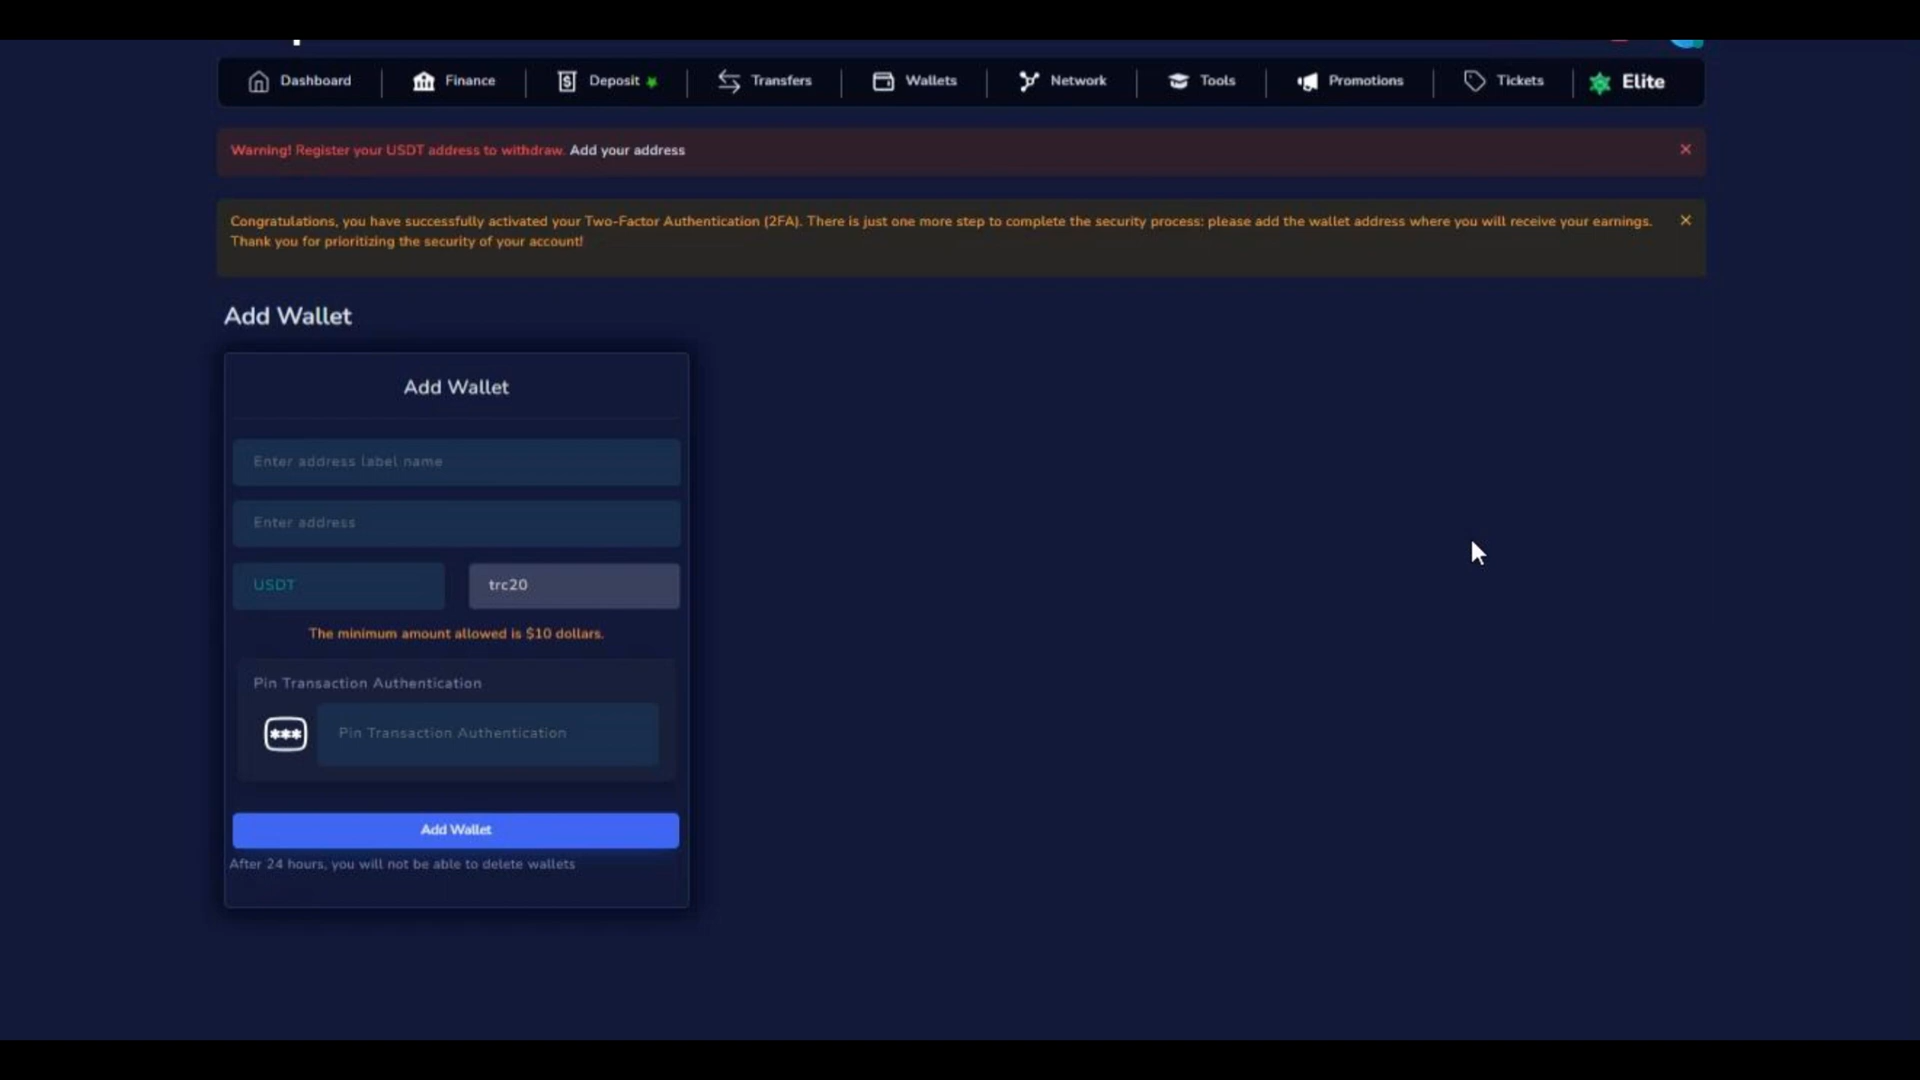 Dashboard
Finance
Deposit
Transfers
Wallets
Network
Tools
Promotions
Tickets
Elite
Warning! Register your USDT address to withdraw. Add your address
Congratulations, you have successfully activated your Two-Factor Authentication (2FA). There is just one more step to complete the security process: please add the wallet address where you will receive your earnings.
Thank you for prioritizing the security of your account!
Add Wallet
Add Wallet
Enter address label name
Enter address
USDT
trc20
The minimum amount allowed is $10 dollars.
Pin Transaction Authentication
***
Pin Transaction Authentication
Add Wallet
After 24 hours, you will not be able to delete wallets